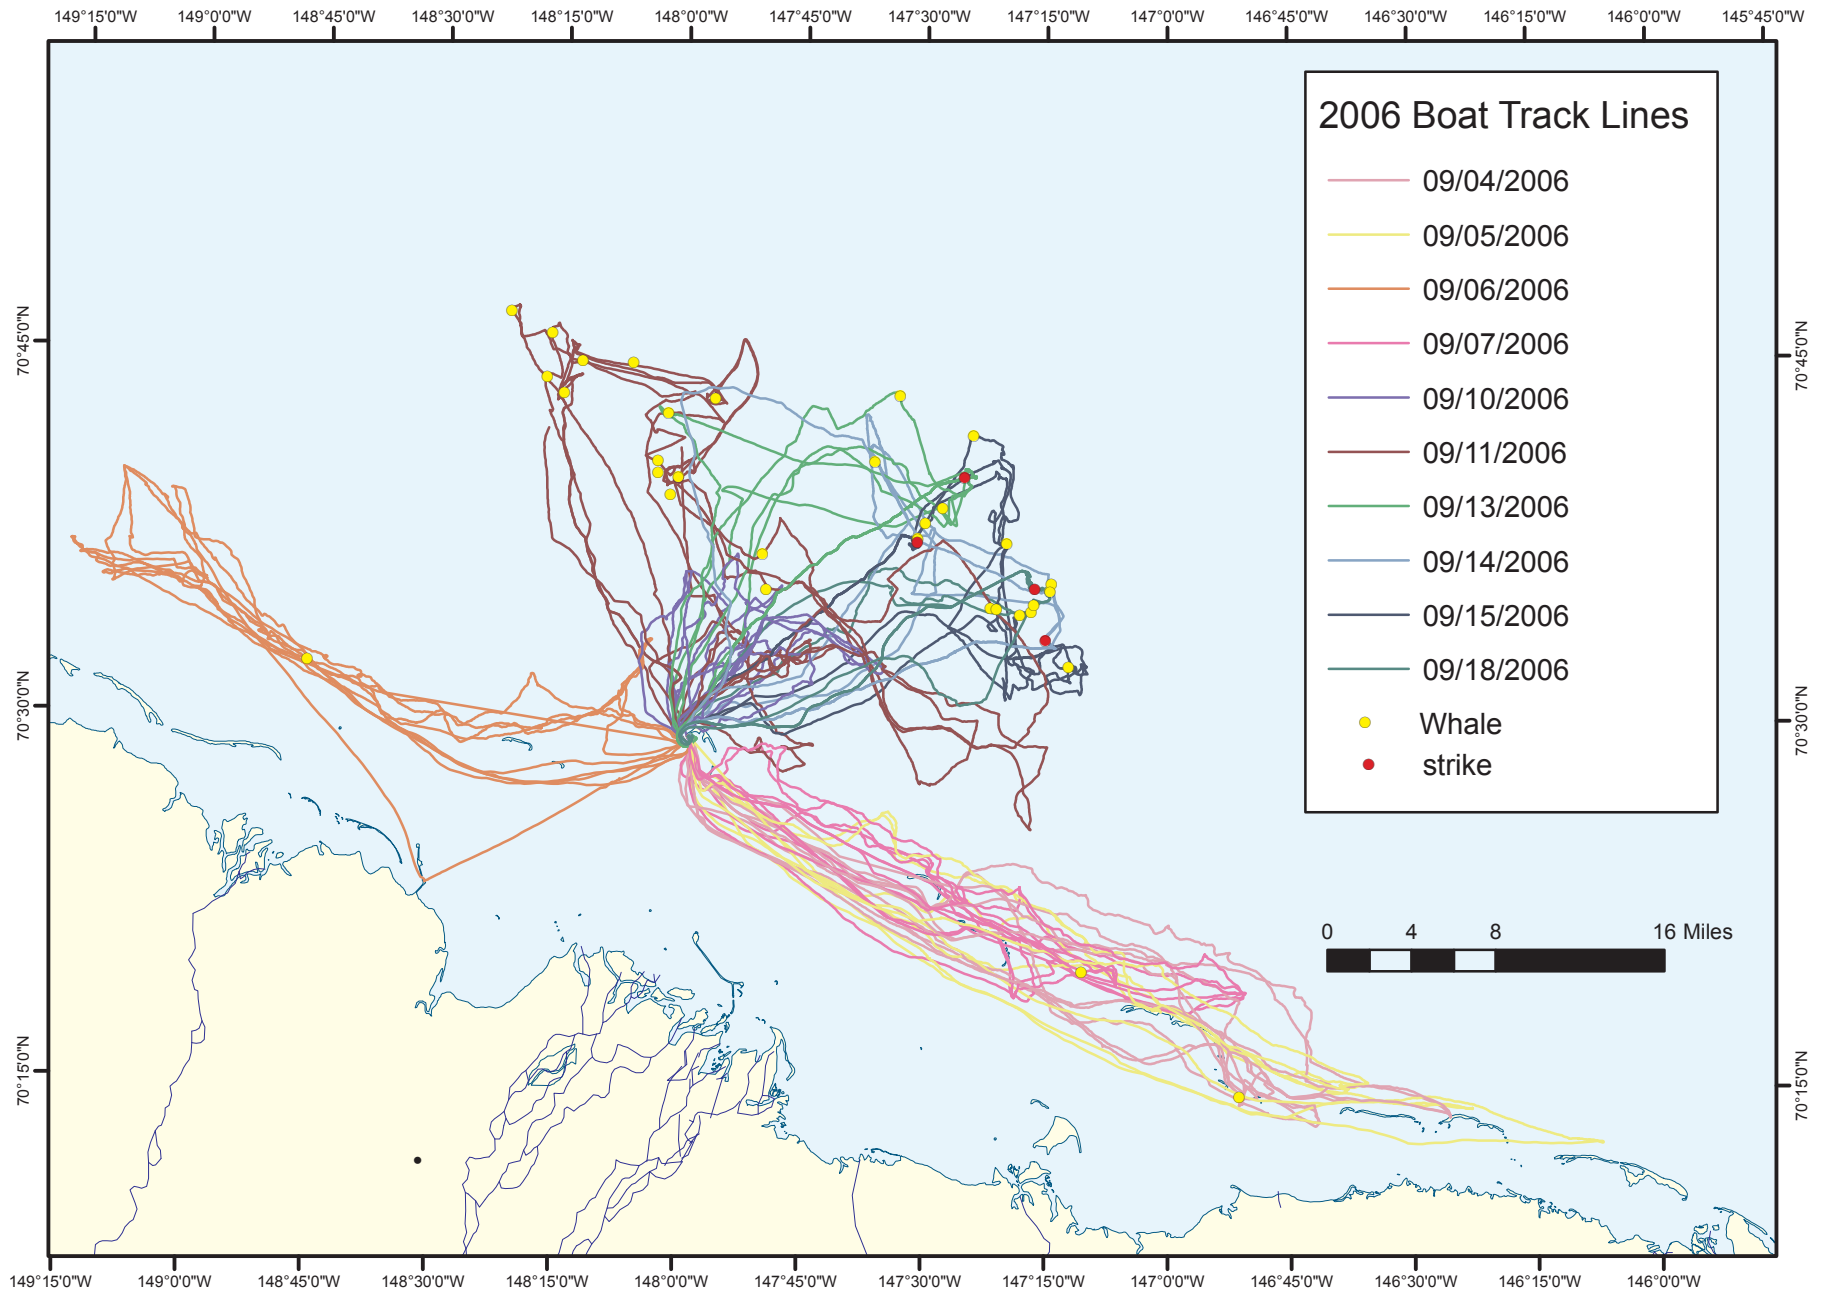 149°15'0"W 149°0'0"W 148°45'0"W 148°30'0"W 148°15'0"W 148°0'0"W 147°45'0"W 147°30'0"W 147°15'0"W 147°0'0"W 146°45'0"W 146°30'0"W 146°15'0"W 146°0'0"W 145°45'0"W
2006 Boat Track Lines
09/04/2006
09/05/2006
09/06/2006
09/07/2006
09/10/2006
09/11/2006
09/13/2006
09/14/2006
09/15/2006
09/18/2006
Whale
strike
70°45'0"N
70°45'0"N
70°30'0"N
70°30'0"N
0 4 8 16 Miles
70°15'0"N
70°15'0"N
149°15'0"W 149°0'0"W 148°45'0"W 148°30'0"W 148°15'0"W 148°0'0"W 147°45'0"W 147°30'0"W 147°15'0"W 147°0'0"W 146°45'0"W 146°30'0"W 146°15'0"W 146°0'0"W